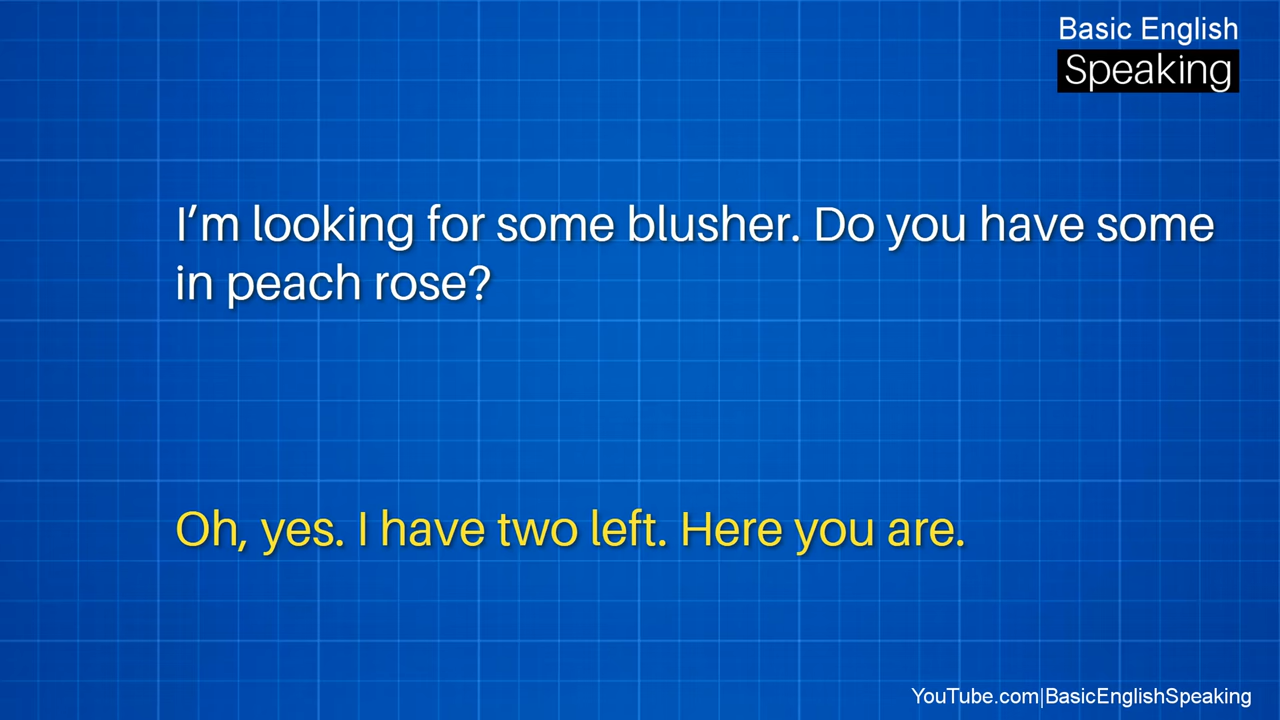 Basic English
Speaking
I’m looking for some blusher. Do you have some
in peach rose?
Oh, yes. I have two left. Here you are.
YouTube.com|BasicEnglishSpeaking